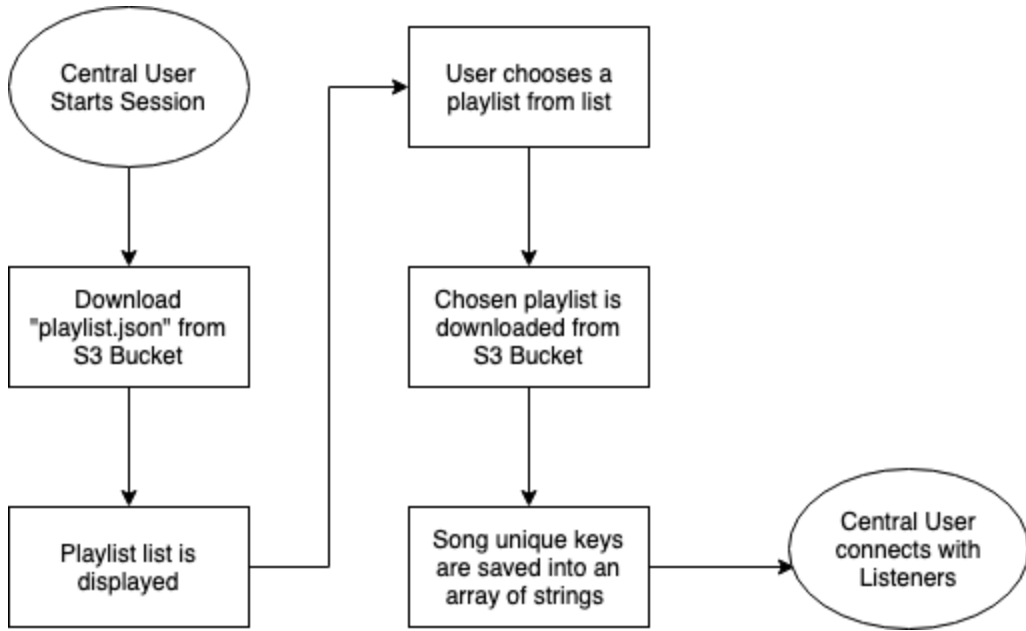 Central User
Starts Session
Download
"playlist.json" from
S3 Bucket
Playlist list is
displayed
User chooses a
playlist from list
Chosen playlist is
downloaded from
S3 Bucket
Song unique keys
are saved into an
array of strings
Central User
connects with
Listeners